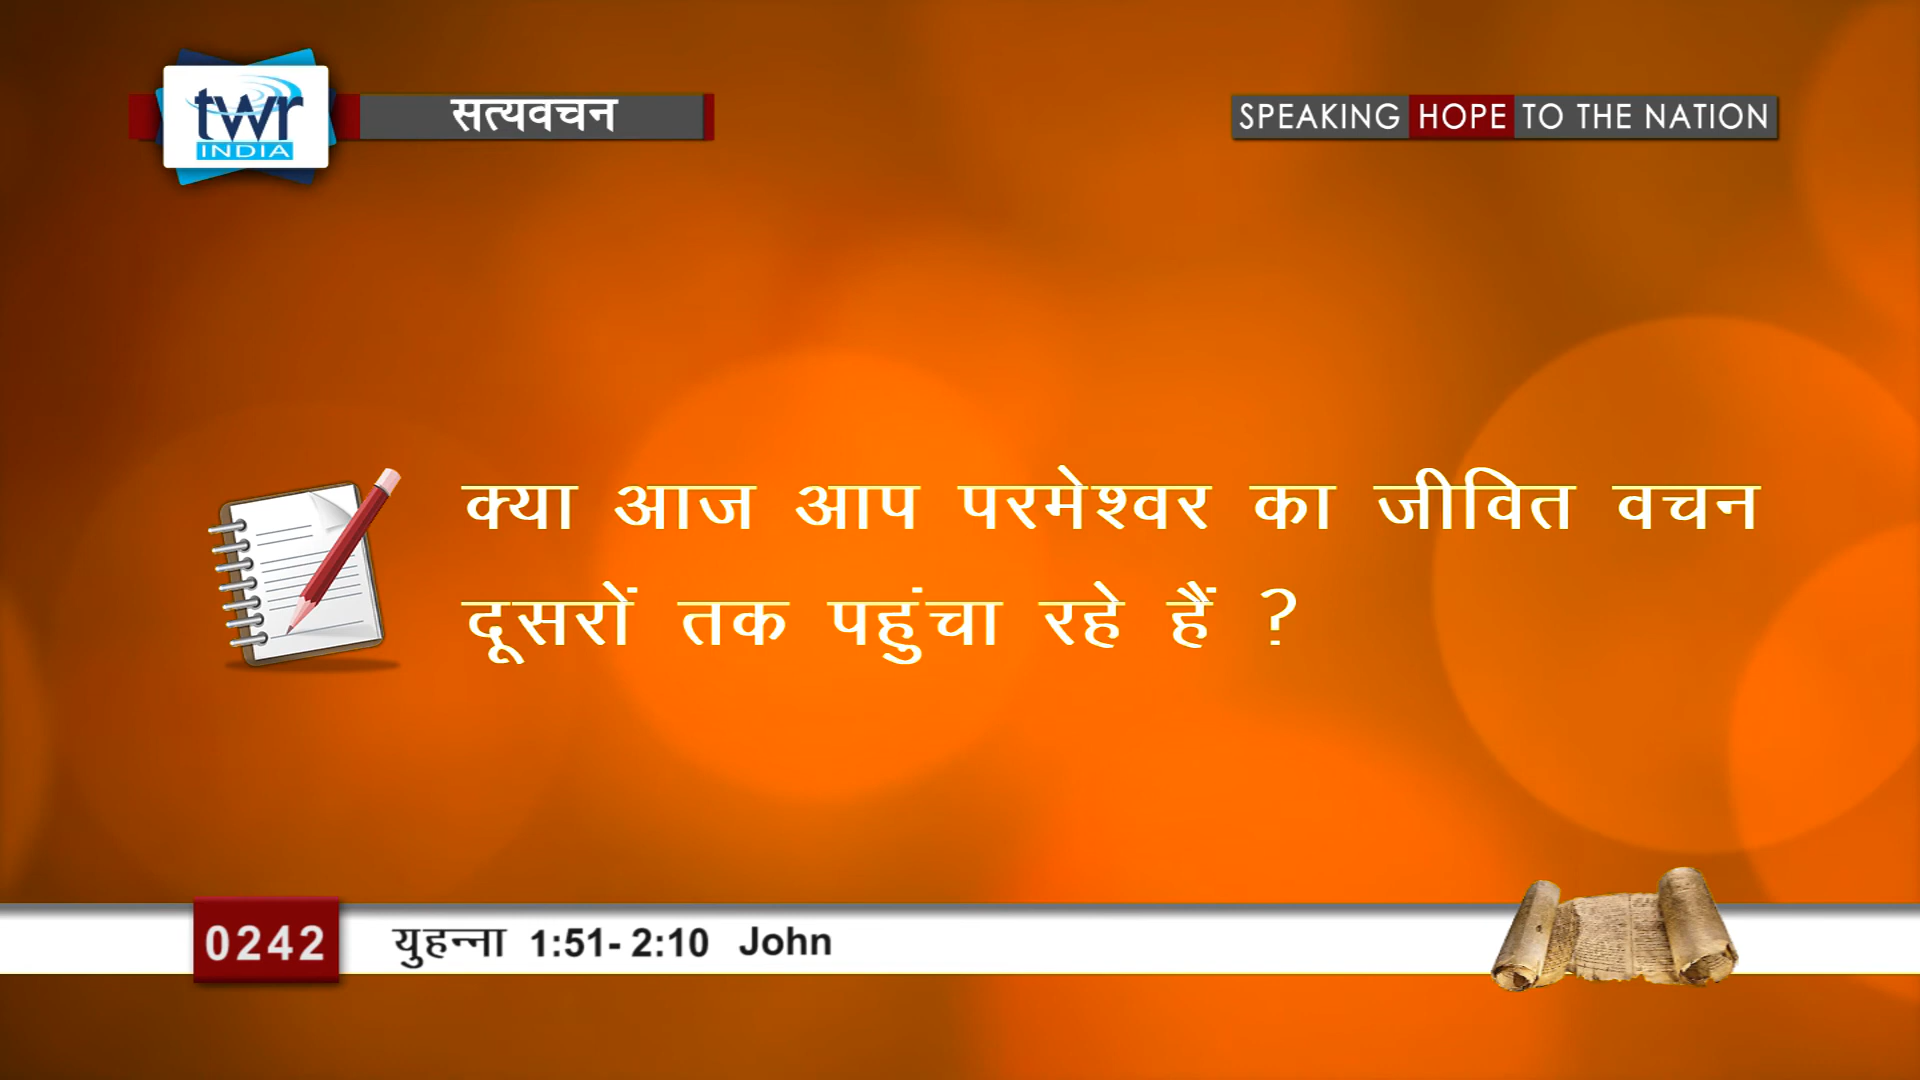 twr
INDIA
सत्यवचन
SPEAKING HOPE TO THE NATION
क्या आज आप परमेश्वर का जीवित वचन
दूसरों तक पहुंचा रहे हैं ?
0242 युहन्ना 1:51- 2:10 John